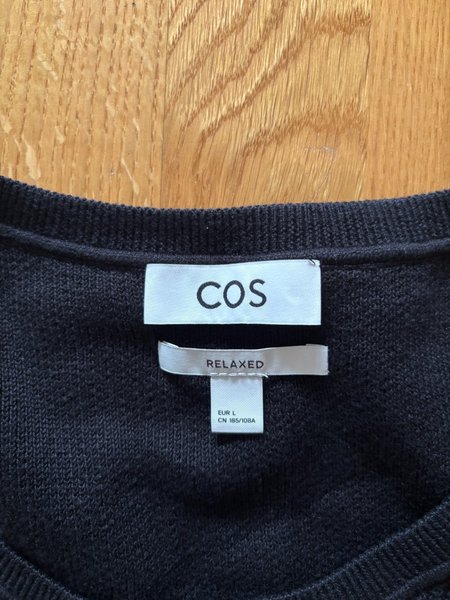 COS
RELAXED
EUR L
CN 185/108A